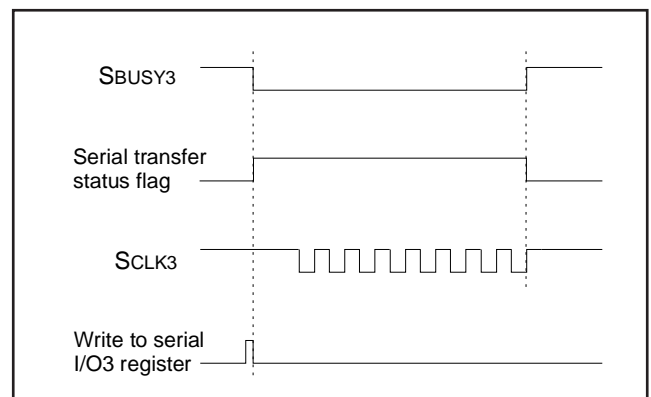 SBUSY3
Serial transfer
status flag
SCLK3
Write to serial
I/O3 register